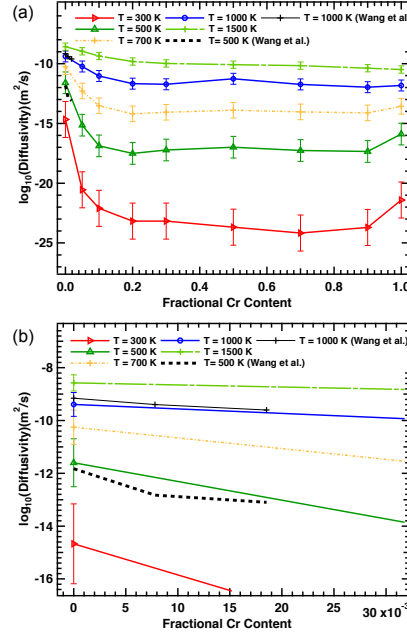 (a)
T = 300 K T = 1000 K T = 1000 K (Wang et al.)
T = 500 K T = 1500 K
T = 700 K T= 500 K (Wang et al.)
log10(Diffusivity)(m²/s)
-10
-15
-20
-25
0.0 0.2 0.4 0.6 0.8 1.0
Fractional Cr Content
(b)
T = 300 K T = 1000 K T = 1000 K (Wang et al.)
T = 500 K T= 1500 K
T = 700 K T= 500 K (Wang et al.)
log10(Diffusivity)(m²/s)
-8
-10
-12
-14
-16
0 5 10 15 20 25 30 x10⁻³
Fractional Cr Content